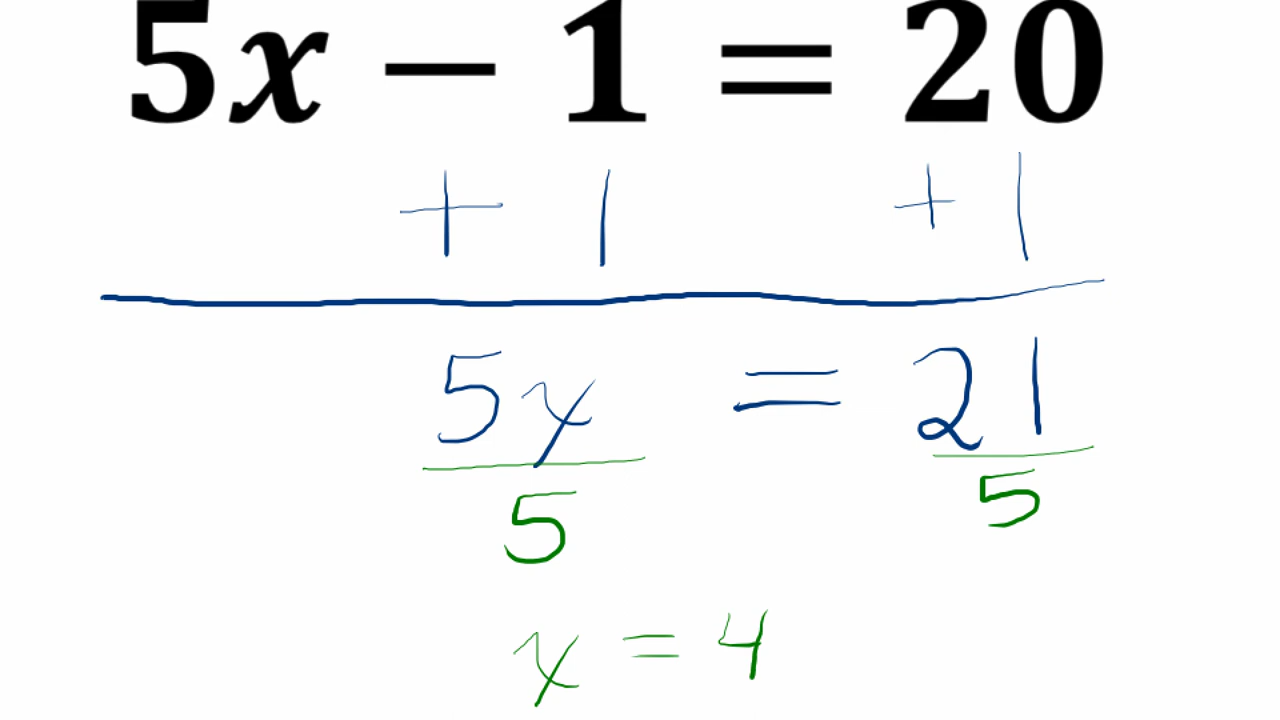 5x − 1 = 20
+ 1 + 1
5x = 21
5 5
x = 4